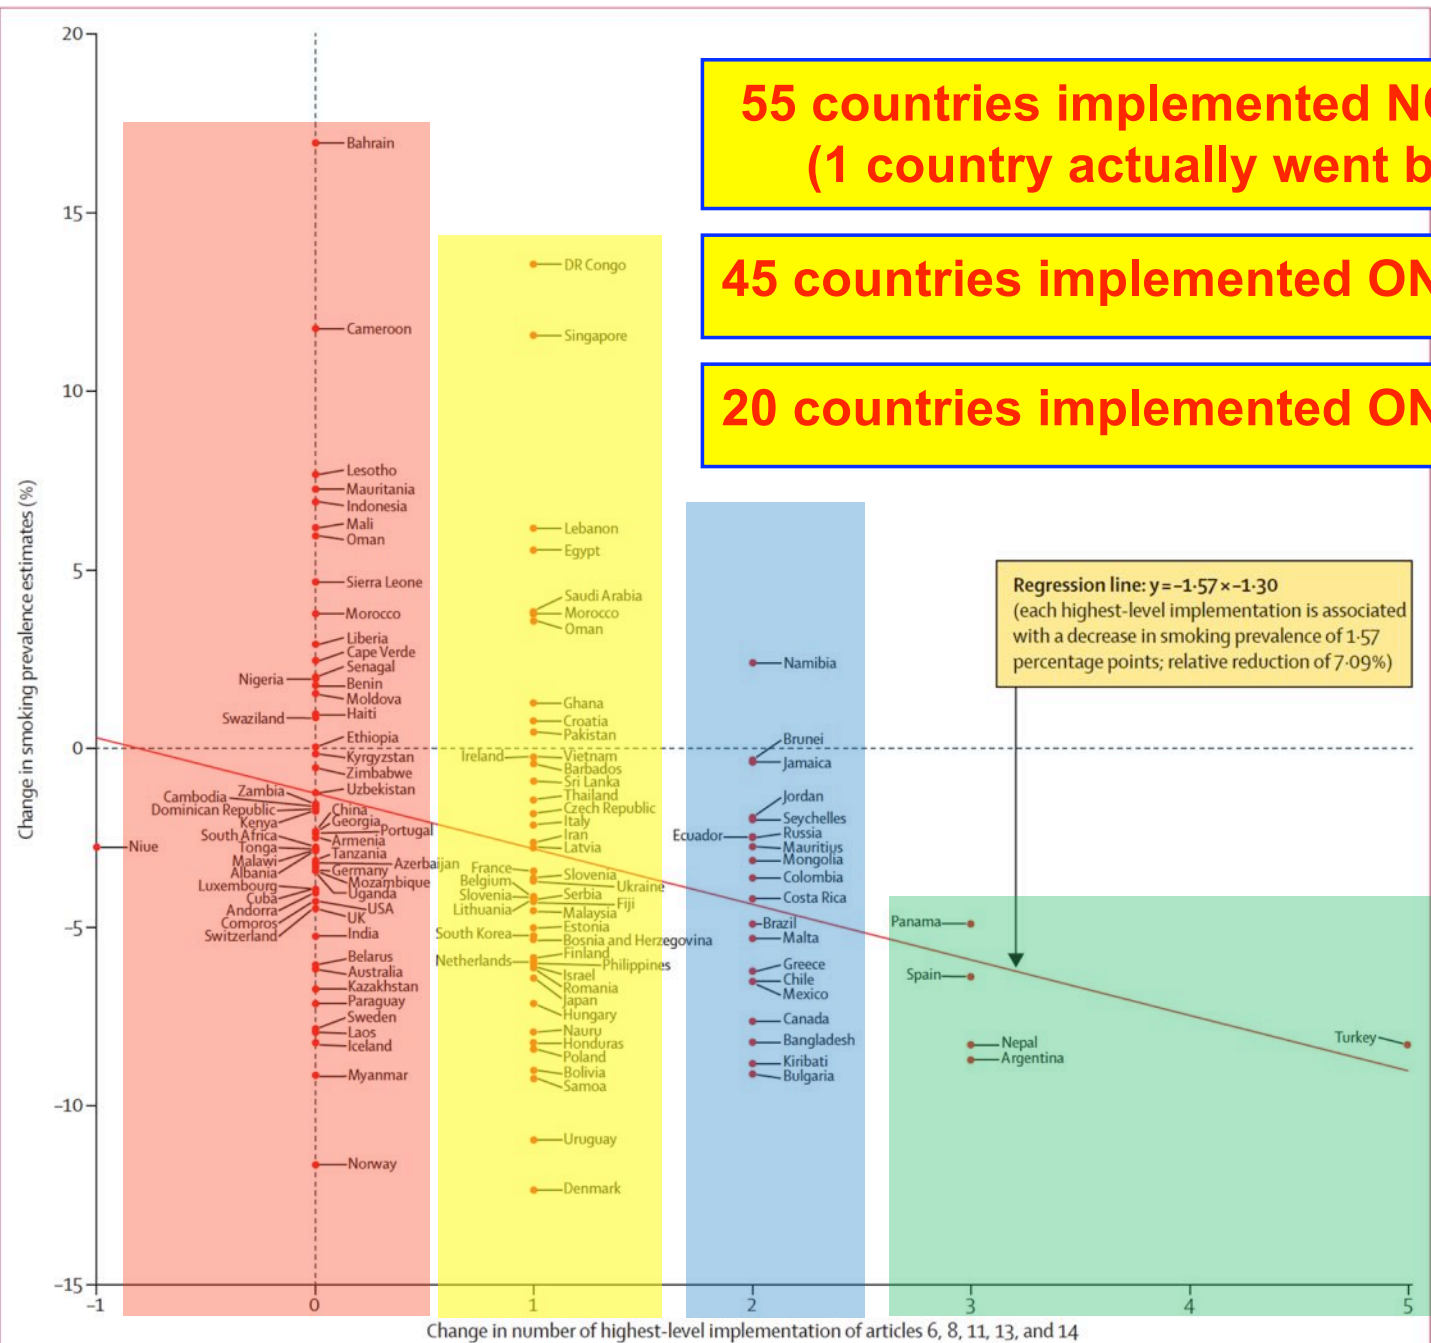 20
15
10
5
0
–5
–10
–15
Change in smoking prevalence estimates (%)
55 countries implemented
(1 country actually went
45 countries implemented
20 countries implemented
Regression line: y=–1·57×–1·30
(each highest-level implementation is associated
with a decrease in smoking prevalence of 1·57
percentage points; relative reduction of 7·09%)
Niue
Bahrain
Cameroon
Lesotho
Mauritania
Indonesia
Mali
Oman
Sierra Leone
Morocco
Liberia
Cape Verde
Senagal
Nigeria
Benin
Moldova
Haiti
Swaziland
Ethiopia
Kyrgyzstan
Zimbabwe
Uzbekistan
Zambia
Cambodia
Dominican Republic
Kenya
China
Georgia
Portugal
South Africa
Armenia
Tonga
Tanzania
Malawi
Azerbaijan
Albania
Germany
Mozambique
Luxembourg
Uganda
Cuba
Andorra
USA
Comoros
UK
Switzerland
India
Belarus
Australia
Kazakhstan
Paraguay
Sweden
Laos
Iceland
Myanmar
Norway
DR Congo
Singapore
Lebanon
Egypt
Saudi Arabia
Morocco
Oman
Ghana
Croatia
Pakistan
Ireland
Vietnam
Barbados
Sri Lanka
Thailand
Czech Republic
Italy
Iran
Latvia
France
Slovenia
Belgium
Ukraine
Slovenia
Serbia
Fiji
Lithuania
Malaysia
Estonia
South Korea
Bosnia and Herzegovina
Finland
Netherlands
Philippines
Israel
Romania
Japan
Hungary
Nauru
Honduras
Poland
Bolivia
Samoa
Uruguay
Denmark
Namibia
Brunei
Jamaica
Jordan
Seychelles
Ecuador
Russia
Mauritius
Mongolia
Colombia
Costa Rica
Brazil
Malta
Greece
Chile
Mexico
Canada
Bangladesh
Kiribati
Bulgaria
Panama
Spain
Nepal
Argentina
Turkey
–1
0
1
2
3
4
5
Change in number of highest-level implementation of articles 6, 8, 11, 13, and 14